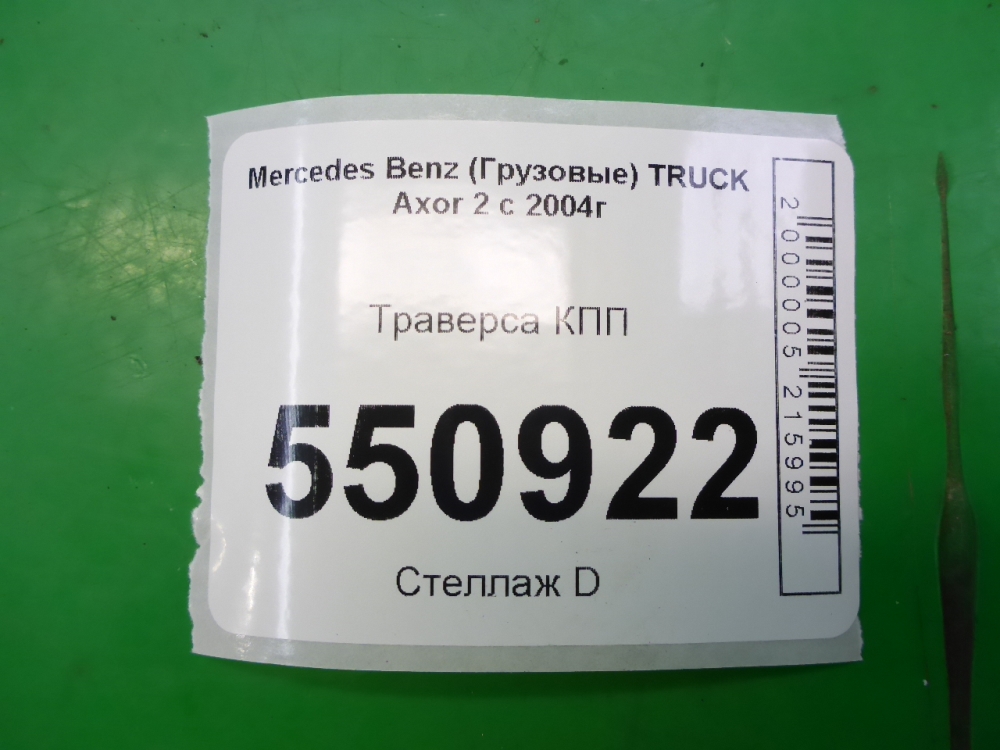 Mercedes Benz (Грузовые) TRUCK
Axor 2 с 2004г
Траверса КПП
550922
Стеллаж D
2000005215995